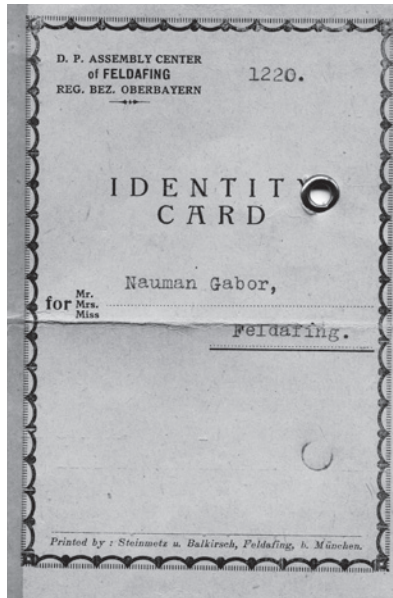 D. P. ASSEMBLY CENTER
of FELDAFING
REG. BEZ. OBERBAYERN
1220.
IDENTITY
CARD
Nauman Gabor,
for Mr.
Mrs.
Miss
Feldafing.
Printed by : Steinmetz u. Balkirsch, Feldafing, b. München.